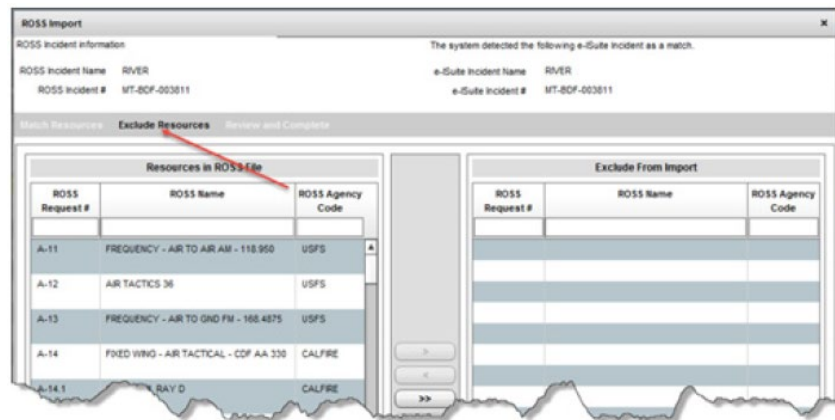 ROSS Import x
ROSS Incident Information
The system detected the following e-ISuite Incident as a match.
ROSS Incident Name RIVER
e-ISuite Incident Name RIVER
ROSS Incident # MT-BDF-003811
e-ISuite Incident # MT-BDF-003811
Match Resources Exclude Resources Review and Complete
Resources in ROSS File
Exclude From Import
ROSS Request # ROSS Name ROSS Agency Code
ROSS Request # ROSS Name ROSS Agency Code
A-11 FREQUENCY - AIR TO AIR AM - 118.950 USFS
A-12 AIR TACTICS 36 USFS
A-13 FREQUENCY - AIR TO GND FM - 168.4875 USFS
A-14 FIXED WING - AIR TACTICAL - CDF AA 330 CALFIRE
>
<
A-14.1 RAY D CALFIRE
>>